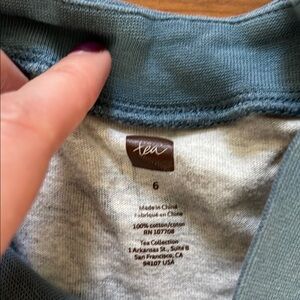 tea
6
Made in China
Fabriqué en Chine
100% cotton/coton
RN 107708
Tea Collection
1 Arkansas St., Suite B
San Francisco, CA
94107 USA